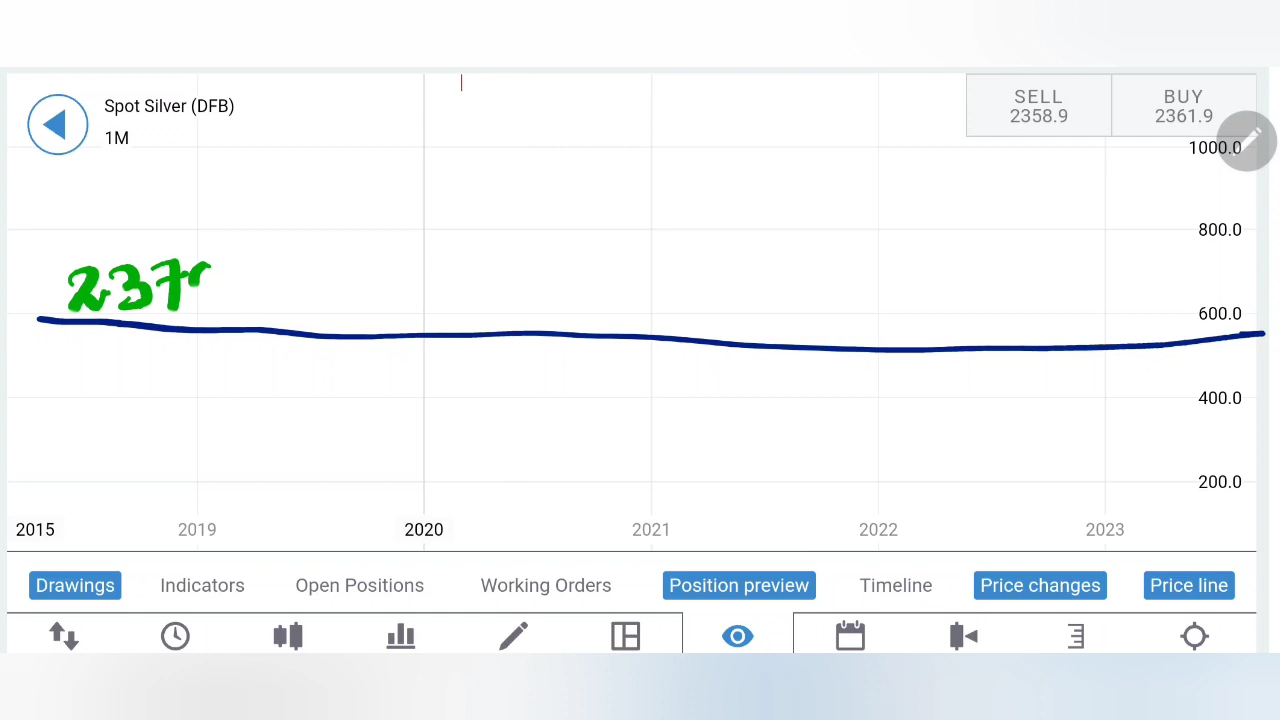 Spot Silver (DFB)
1M
SELL
2358.9
BUY
2361.9
1000.0
800.0
600.0
400.0
200.0
2015 2019 2020 2021 2022 2023
Drawings Indicators Open Positions Working Orders Position preview Timeline Price changes Price line